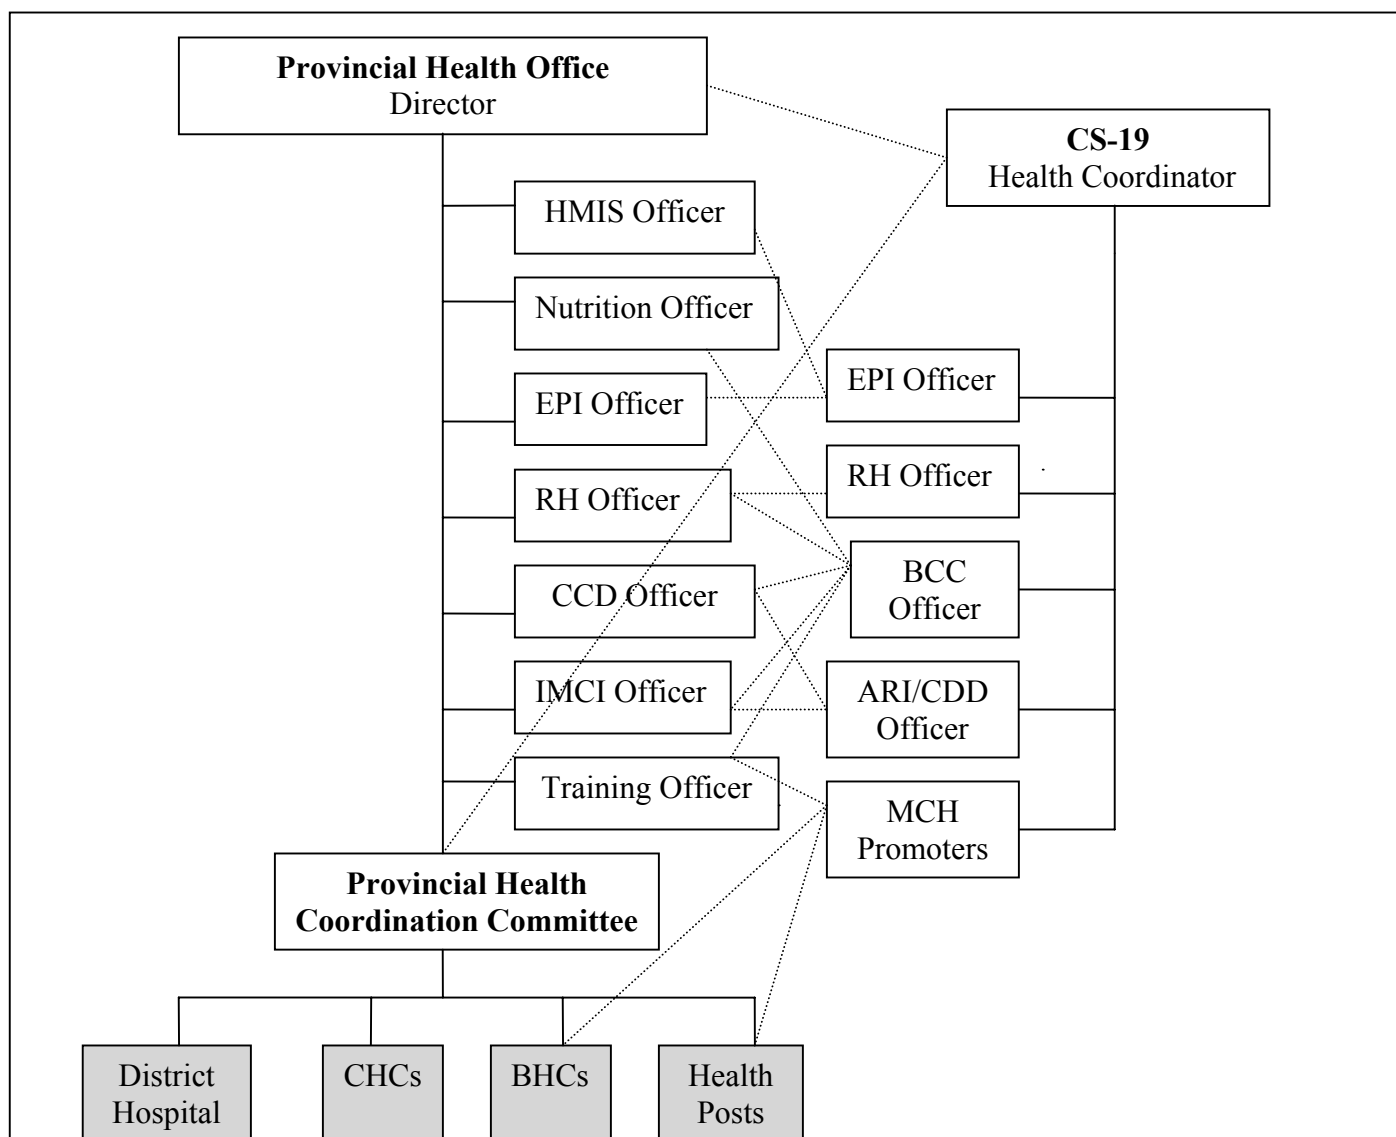 Provincial Health Office
Director
CS-19
Health Coordinator
HMIS Officer
Nutrition Officer
EPI Officer
RH Officer
CCD Officer
IMCI Officer
Training Officer
EPI Officer
RH Officer
BCC
Officer
ARI/CDD
Officer
MCH
Promoters
Provincial Health
Coordination Committee
District
Hospital
CHCs
BHCs
Health
Posts